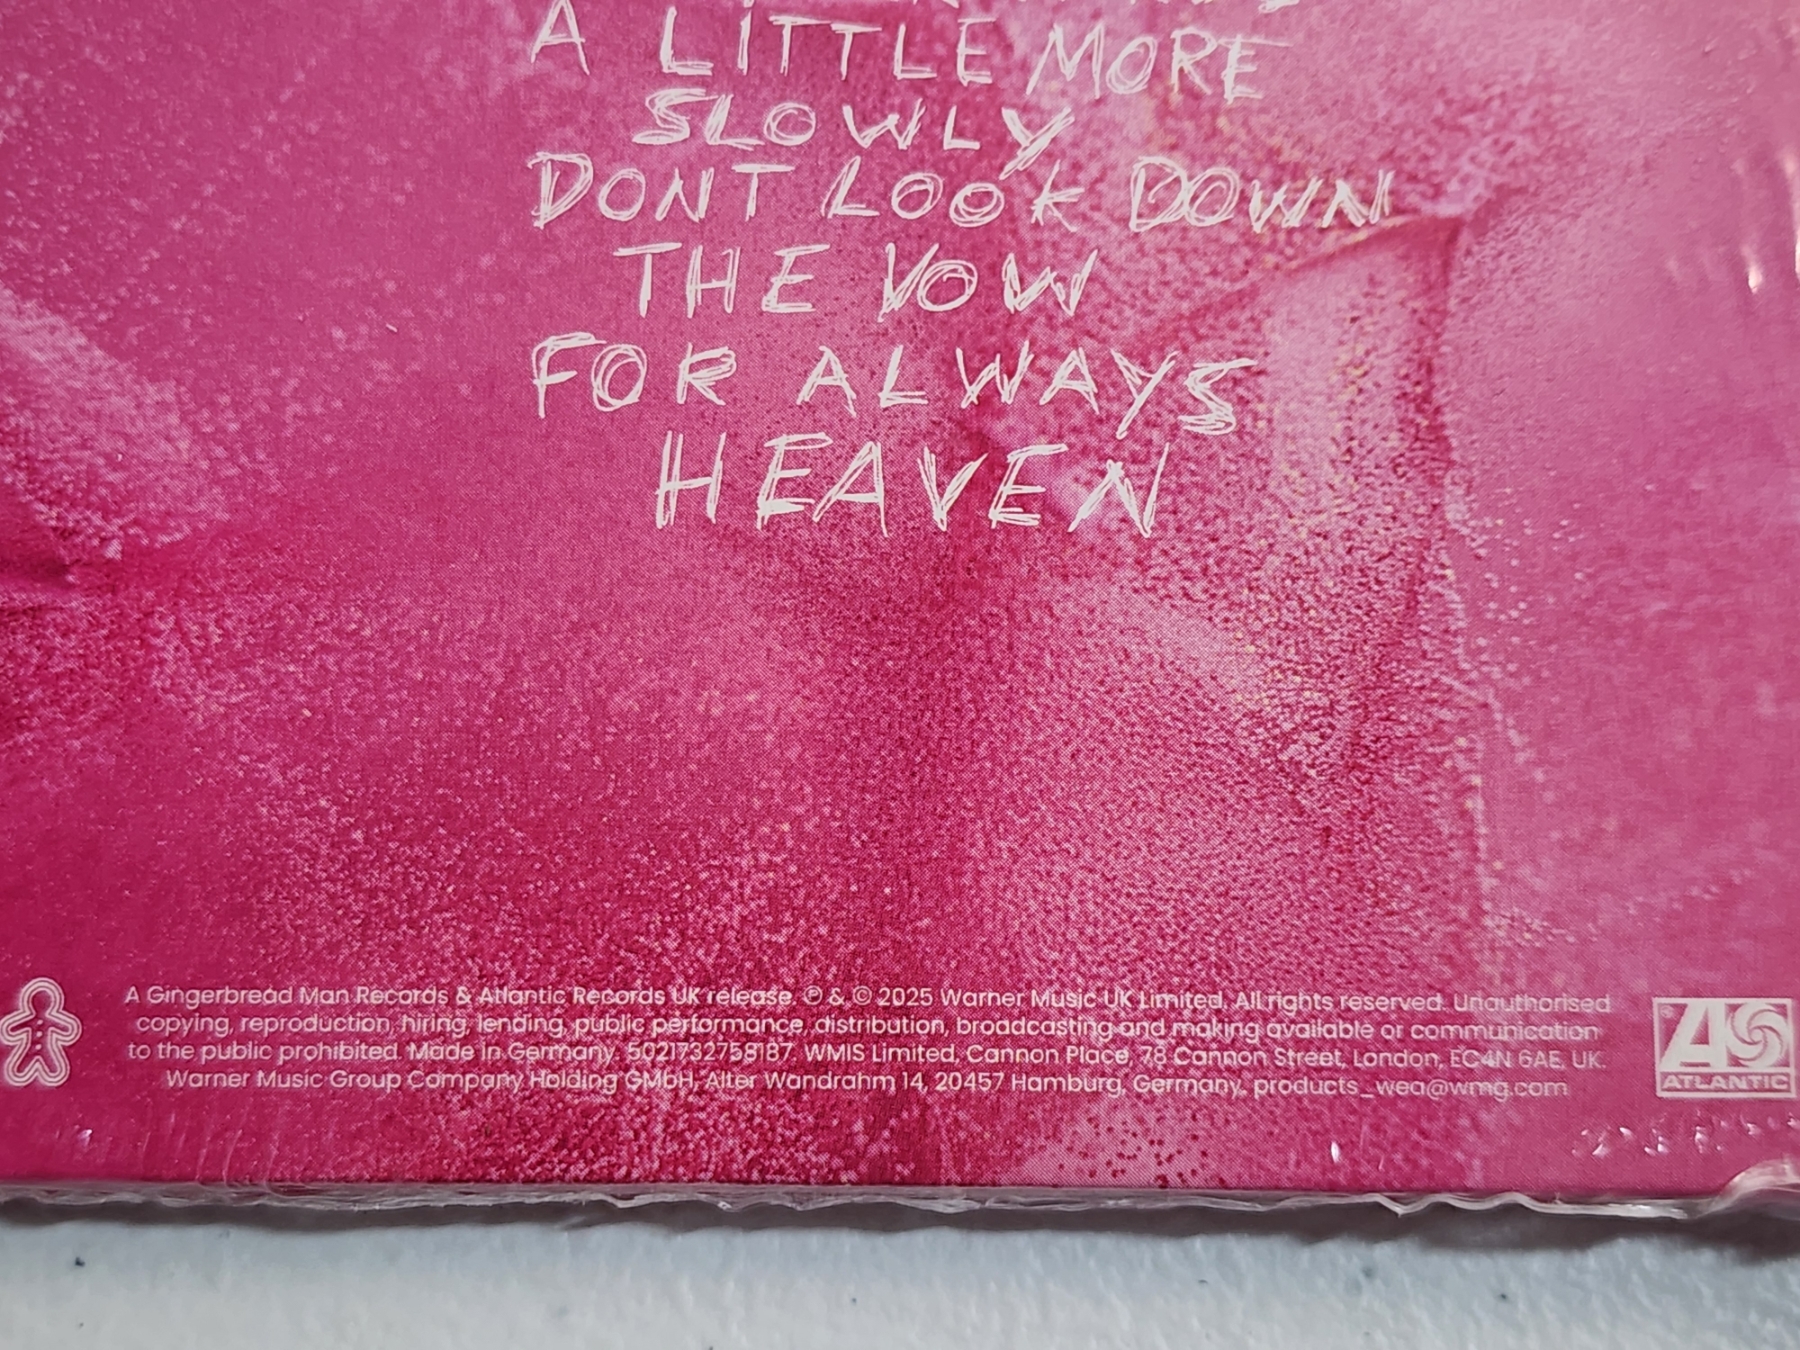 A LITTLE MORE
SLOWLY
DONT LOOK DOWN
THE VOW
FOR ALWAYS
HEAVEN
A Gingerbread Man Records & Atlantic Records UK release. ℗ & © 2025 Warner Music UK Limited. All rights reserved. Unauthorised
copying, reproduction, hiring, lending, public performance, distribution, broadcasting and making available or communication
to the public prohibited. Made in Germany. 5021732758187. WMIS Limited, Cannon Place, 78 Cannon Street, London, EC4N 6AE, UK.
Warner Music Group Company Holding GMbH, Alter Wandrahm 14, 20457 Hamburg, Germany, products_wea@wmg.com
ATLANTIC